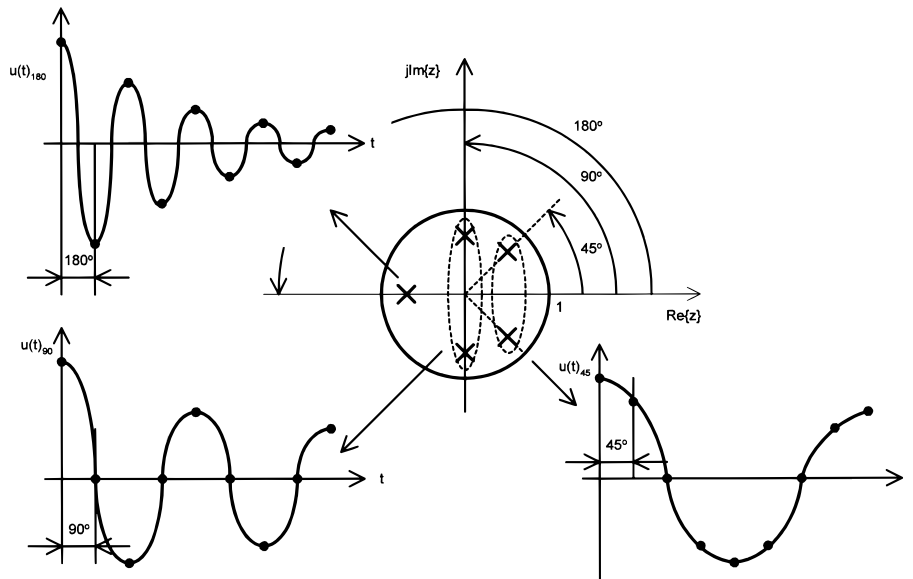 u(t)180
t
180º
jIm{z}
180º
90º
45º
1
Re{z}
u(t)90
t
90º
u(t)45
45º